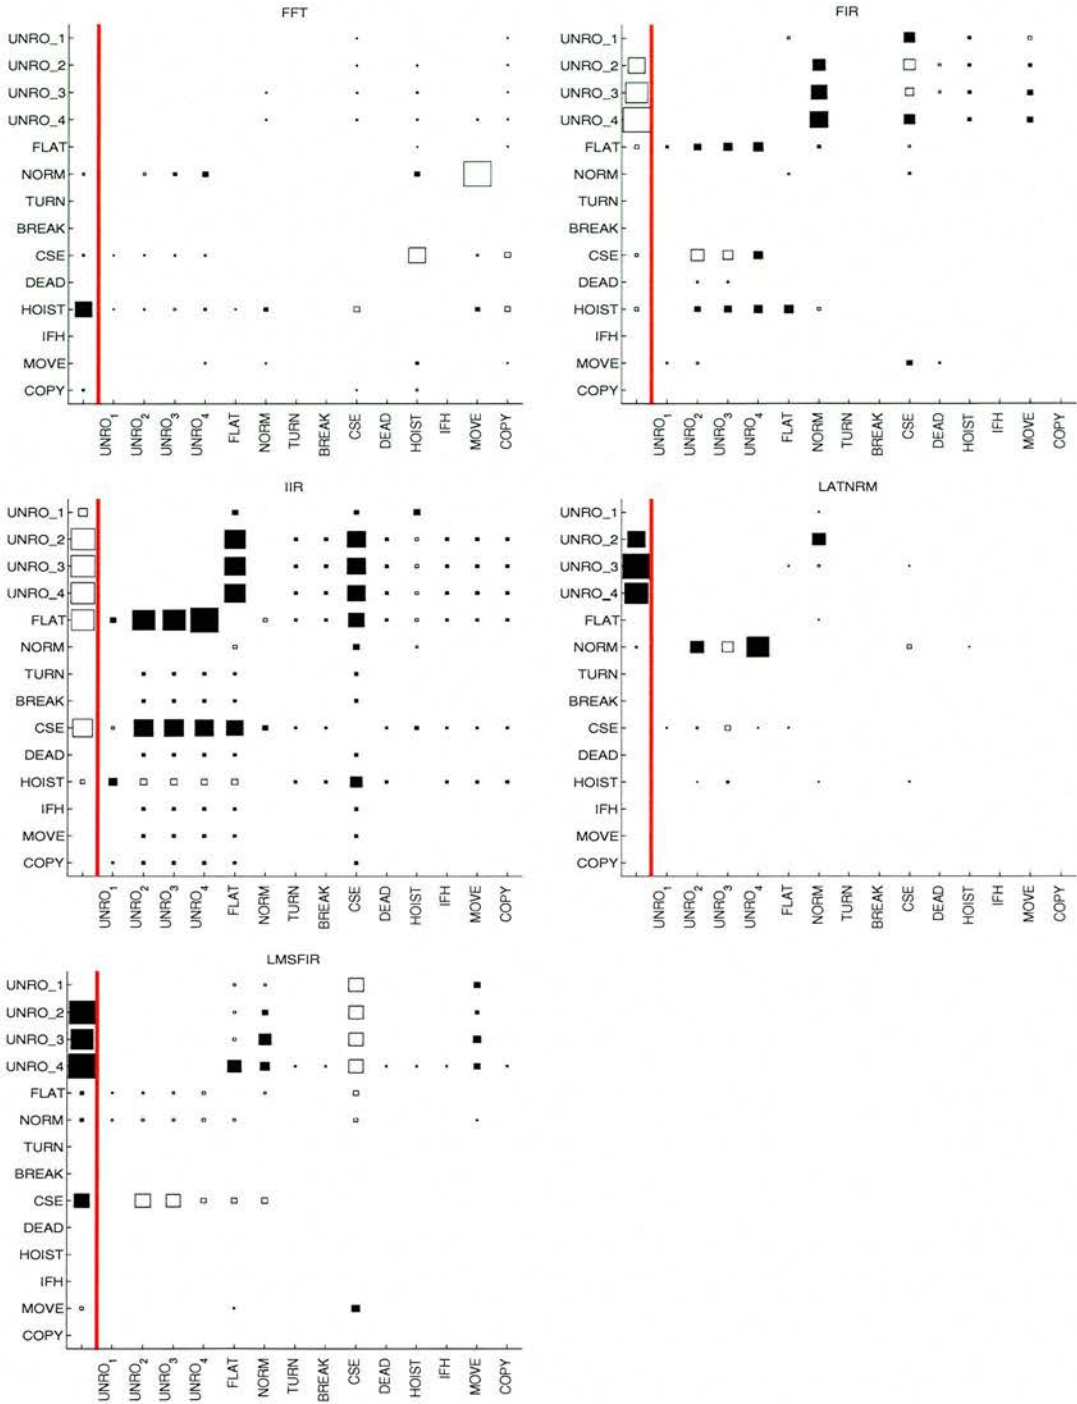 FFT
UNRO_1
UNRO_2
UNRO_3
UNRO_4
FLAT
NORM
TURN
BREAK
CSE
DEAD
HOIST
IFH
MOVE
COPY
UNRO₁ UNRO₂ UNRO₃ UNRO₄ FLAT NORM TURN BREAK CSE DEAD HOIST IFH MOVE COPY
FIR
UNRO_1
UNRO_2
UNRO_3
UNRO_4
FLAT
NORM
TURN
BREAK
CSE
DEAD
HOIST
IFH
MOVE
COPY
UNRO₁ UNRO₂ UNRO₃ UNRO₄ FLAT NORM TURN BREAK CSE DEAD HOIST IFH MOVE COPY
IIR
UNRO_1
UNRO_2
UNRO_3
UNRO_4
FLAT
NORM
TURN
BREAK
CSE
DEAD
HOIST
IFH
MOVE
COPY
UNRO₁ UNRO₂ UNRO₃ UNRO₄ FLAT NORM TURN BREAK CSE DEAD HOIST IFH MOVE COPY
LATNRM
UNRO_1
UNRO_2
UNRO_3
UNRO_4
FLAT
NORM
TURN
BREAK
CSE
DEAD
HOIST
IFH
MOVE
COPY
UNRO₁ UNRO₂ UNRO₃ UNRO₄ FLAT NORM TURN BREAK CSE DEAD HOIST IFH MOVE COPY
LMSFIR
UNRO_1
UNRO_2
UNRO_3
UNRO_4
FLAT
NORM
TURN
BREAK
CSE
DEAD
HOIST
IFH
MOVE
COPY
UNRO₁ UNRO₂ UNRO₃ UNRO₄ FLAT NORM TURN BREAK CSE DEAD HOIST IFH MOVE COPY